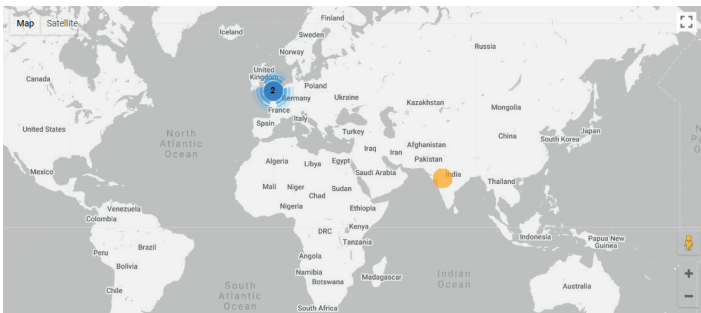 Map Satellite
Finland
Iceland
Sweden
Norway
Russia
United
Kingdom
2
Canada
Poland
Germany
Ukraine
Kazakhstan
Mongolia
France
Italy
Spain
United States
North
Atlantic
Ocean
Turkey
China
South Korea
Japan
Afghanistan
Iraq
Iran
Pakistan
Algeria
Libya
Egypt
Saudi Arabia
Mexico
India
Thailand
Mali
Niger
Chad
Sudan
Venezuela
Colombia
Nigeria
Ethiopia
DRC
Kenya
Tanzania
Indonesia
Papua New
Guinea
Peru
Brazil
Bolivia
Angola
Namibia
Botswana
Madagascar
Indian
Ocean
Chile
South
Atlantic
Ocean
South Africa
Australia